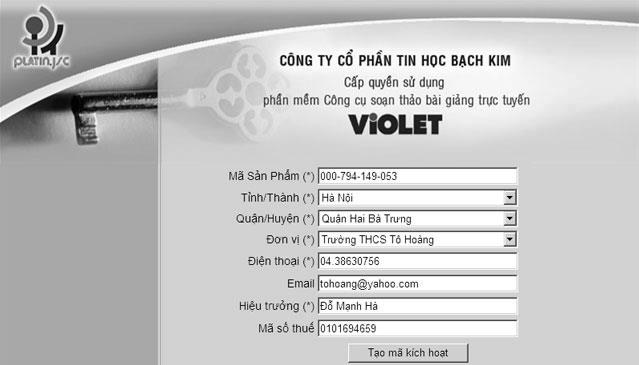 PLATIN.JSC
CÔNG TY CỔ PHẦN TIN HỌC BẠCH KIM
Cấp quyền sử dụng
phần mềm Công cụ soạn thảo bài giảng trực tuyến
ViOLET
Mã Sản Phẩm (*) 000-794-149-053
Tỉnh/Thành (*) Hà Nội
Quận/Huyện (*) Quận Hai Bà Trưng
Đơn vị (*) Trường THCS Tô Hoàng
Điện thoại (*) 04.38630756
Email tohoang@yahoo.com
Hiệu trưởng (*) Đỗ Mạnh Hà
Mã số thuế 0101694659
Tạo mã kích hoạt